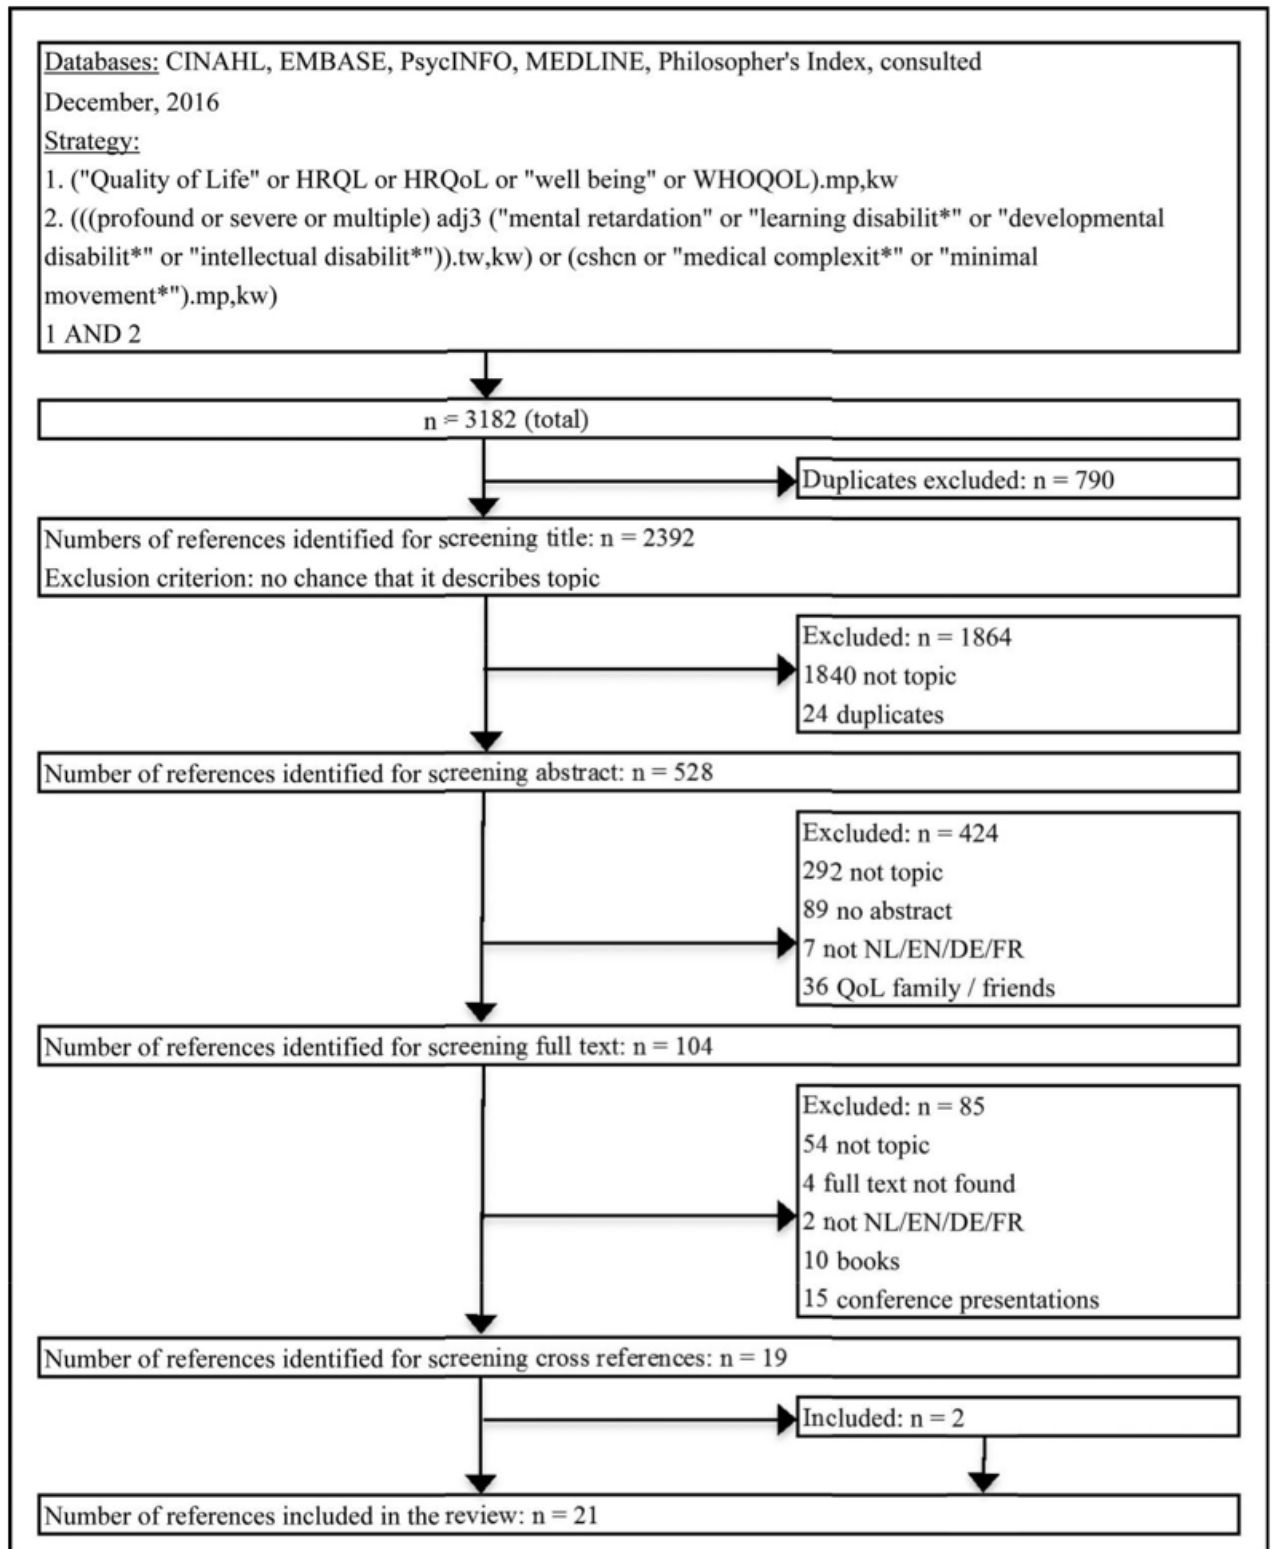 Databases: CINAHL, EMBASE, PsycINFO, MEDLINE, Philosopher's Index, consulted
December, 2016
Strategy:
1. ("Quality of Life" or HRQL or HRQoL or "well being" or WHOQOL).mp,kw
2. (((profound or severe or multiple) adj3 ("mental retardation" or "learning disabilit*" or "developmental
disabilit*" or "intellectual disabilit*")).tw,kw) or (cshcn or "medical complexit*" or "minimal
movement*").mp,kw)
1 AND 2
n = 3182 (total)
Duplicates excluded: n = 790
Numbers of references identified for screening title: n = 2392
Exclusion criterion: no chance that it describes topic
Excluded: n = 1864
1840 not topic
24 duplicates
Number of references identified for screening abstract: n = 528
Excluded: n = 424
292 not topic
89 no abstract
7 not NL/EN/DE/FR
36 QoL family / friends
Number of references identified for screening full text: n = 104
Excluded: n = 85
54 not topic
4 full text not found
2 not NL/EN/DE/FR
10 books
15 conference presentations
Number of references identified for screening cross references: n = 19
Included: n = 2
Number of references included in the review: n = 21